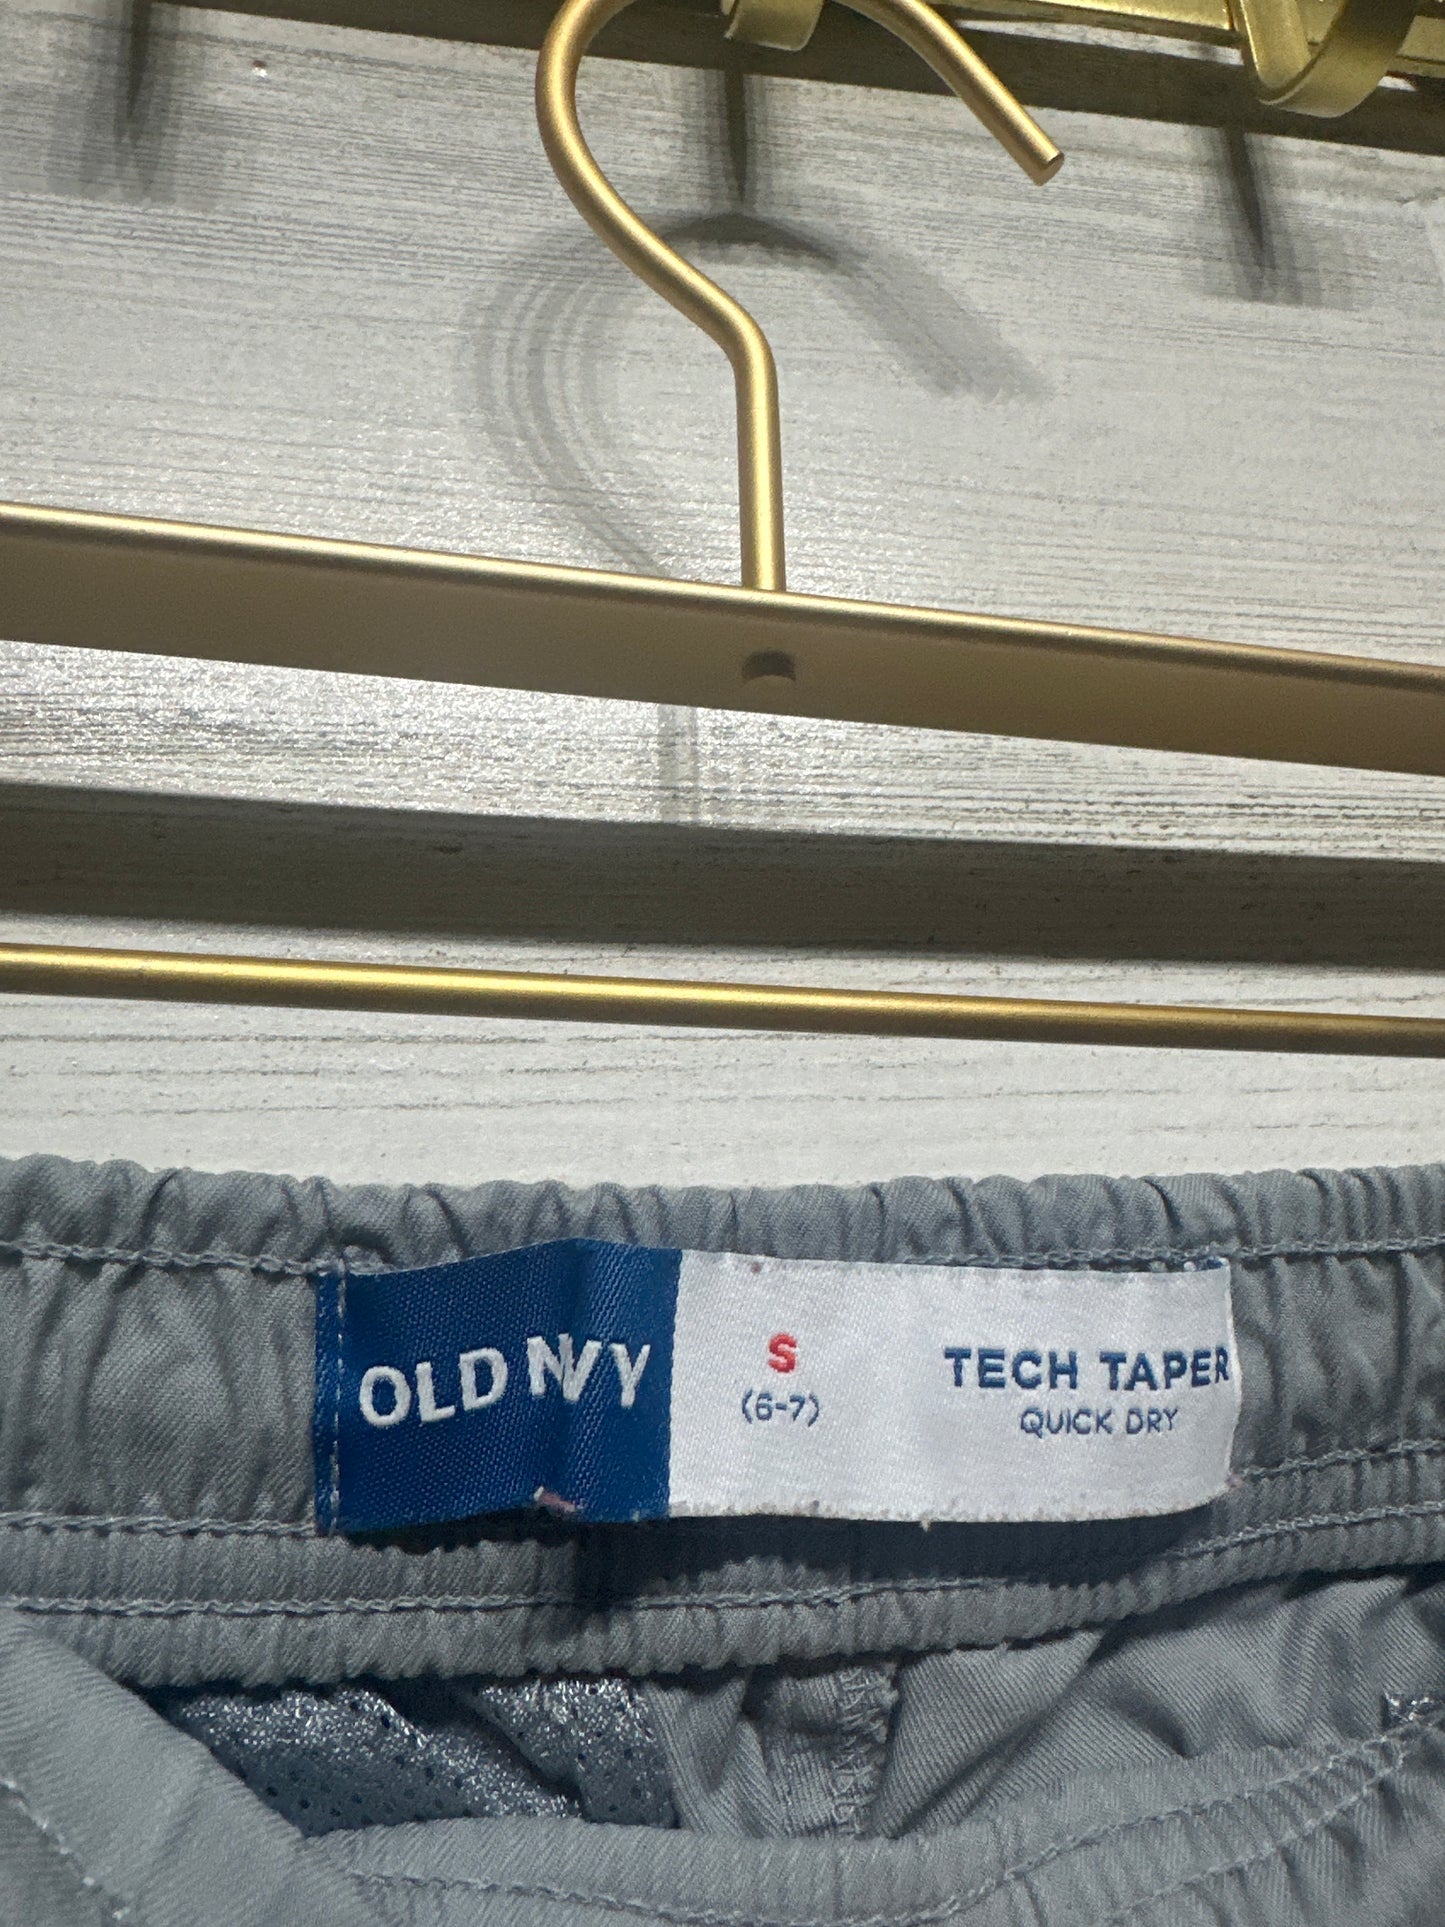 OLD NAVY
S
(6-7)
TECH TAPER
QUICK DRY